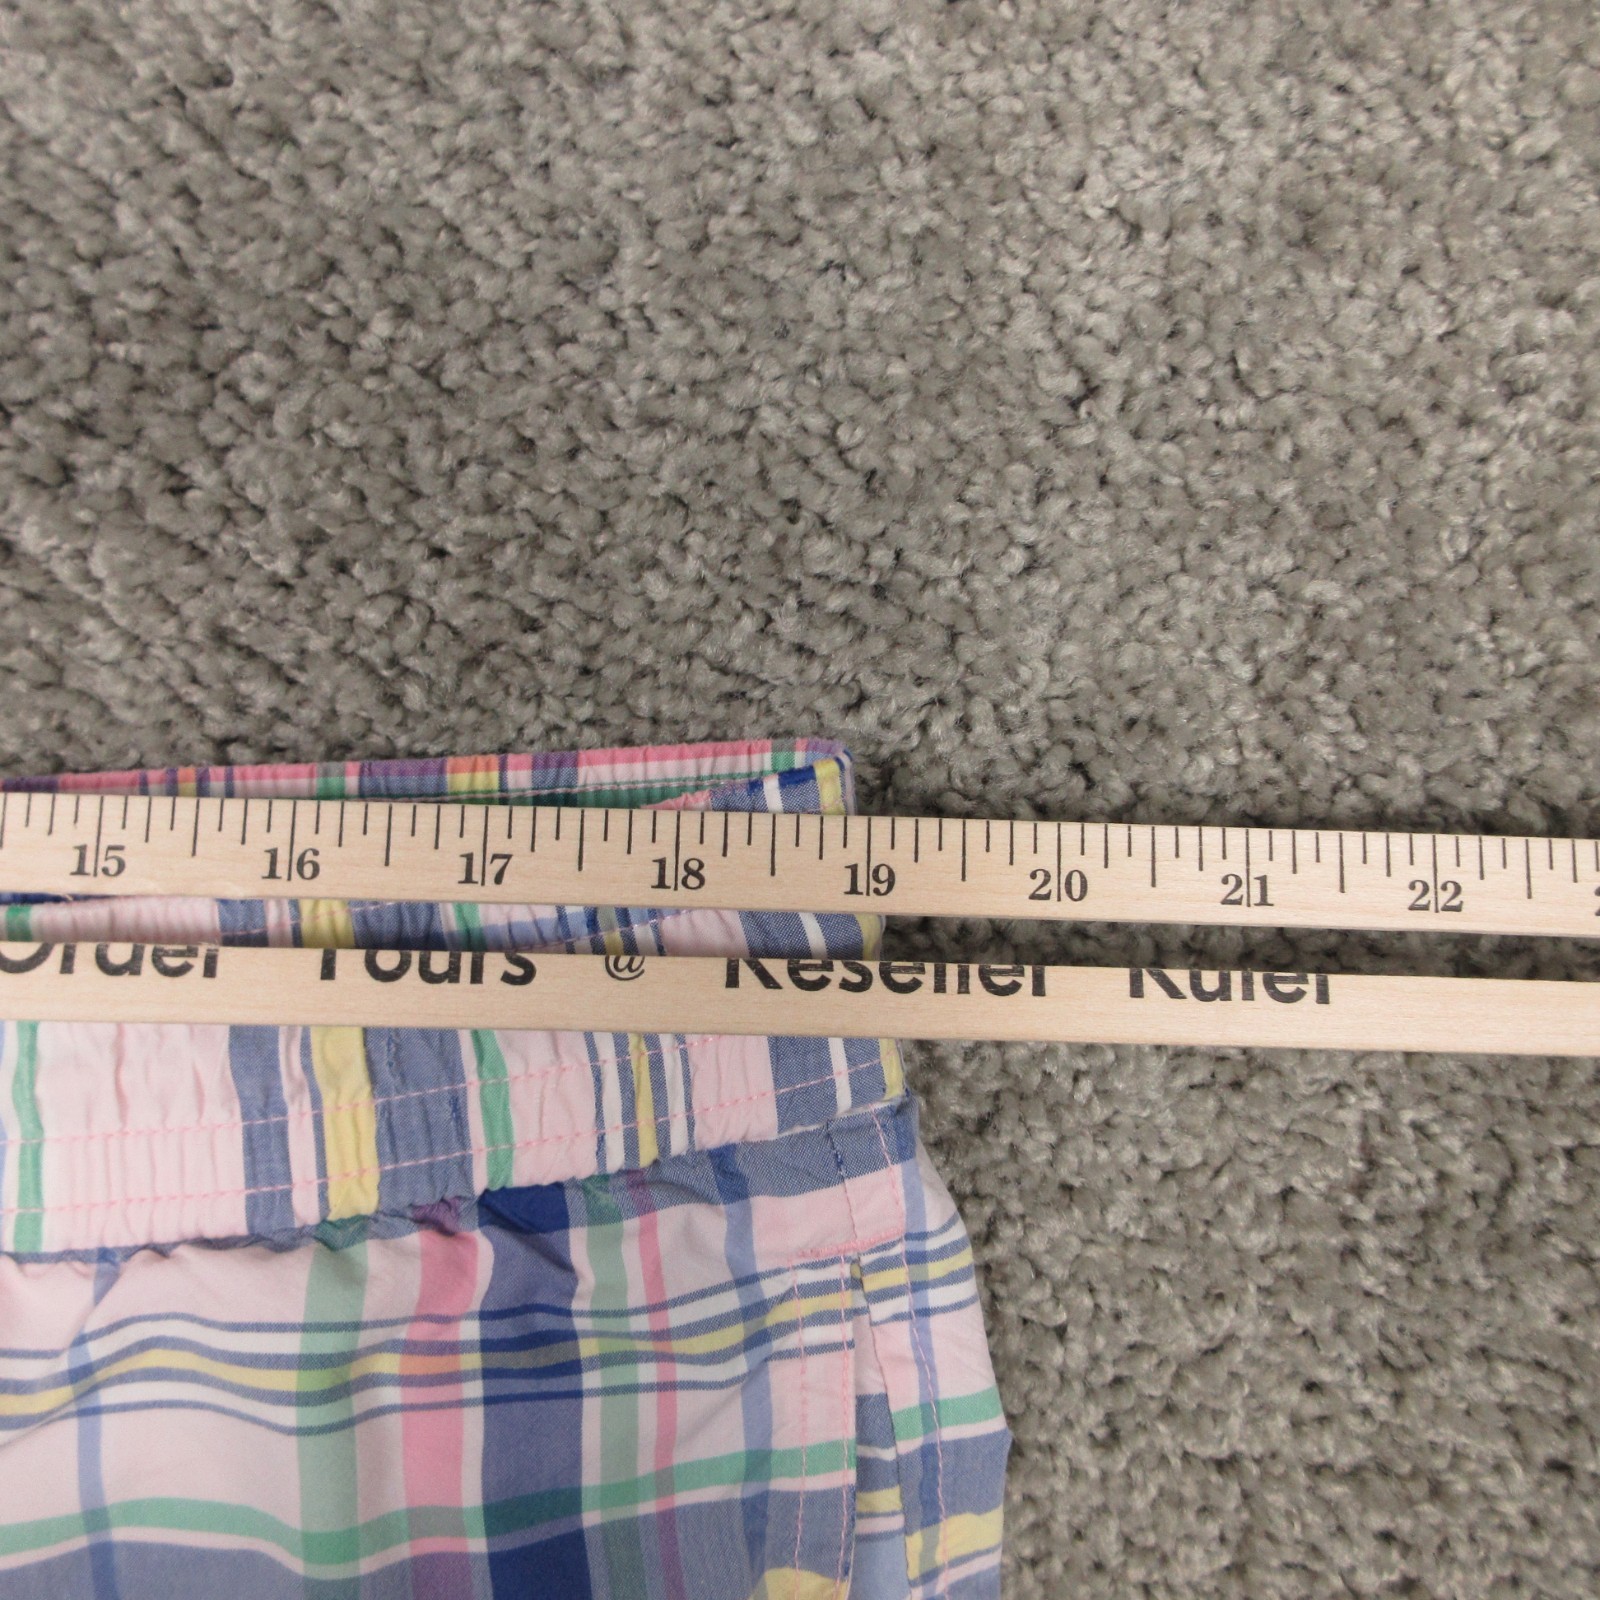 15 16 17 18 19 20 21 22
Order Yours @ Reseller Ruler